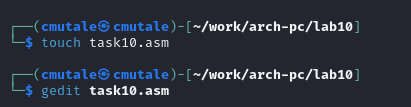 ┌──(cmutale㉿cmutale)-[~/work/arch-pc/lab10]
└─$ touch task10.asm
┌──(cmutale㉿cmutale)-[~/work/arch-pc/lab10]
└─$ gedit task10.asm